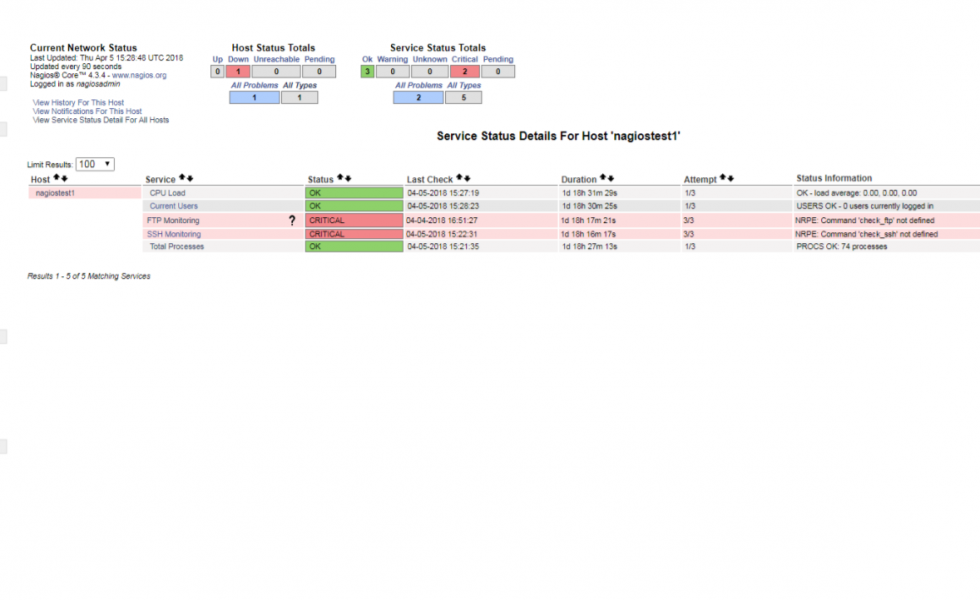 Current Network Status
Last Updated: Thu Apr 5 15:28:48 UTC 2018
Updated every 90 seconds
Nagios® Core™ 4.3.4 - www.nagios.org
Logged in as nagiosadmin
View History For This Host
View Notifications For This Host
View Service Status Detail For All Hosts
Host Status Totals
Up Down Unreachable Pending
0 1 0 0
All Problems All Types
1 1
Service Status Totals
Ok Warning Unknown Critical Pending
3 0 0 2 0
All Problems All Types
2 5
Service Status Details For Host 'nagiostest1'
Limit Results: 100
Host Service Status Last Check Duration Attempt Status Information
nagiostest1 CPU Load OK 04-05-2018 15:27:19 1d 18h 31m 29s 1/3 OK - load average: 0.00, 0.00, 0.00
Current Users OK 04-05-2018 15:28:23 1d 18h 30m 25s 1/3 USERS OK - 0 users currently logged in
FTP Monitoring ? CRITICAL 04-04-2018 16:51:27 1d 18h 17m 21s 3/3 NRPE: Command 'check_ftp' not defined
SSH Monitoring CRITICAL 04-05-2018 15:22:31 1d 18h 16m 17s 3/3 NRPE: Command 'check_ssh' not defined
Total Processes OK 04-05-2018 15:21:35 1d 18h 27m 13s 1/3 PROCS OK: 74 processes
Results 1 - 5 of 5 Matching Services